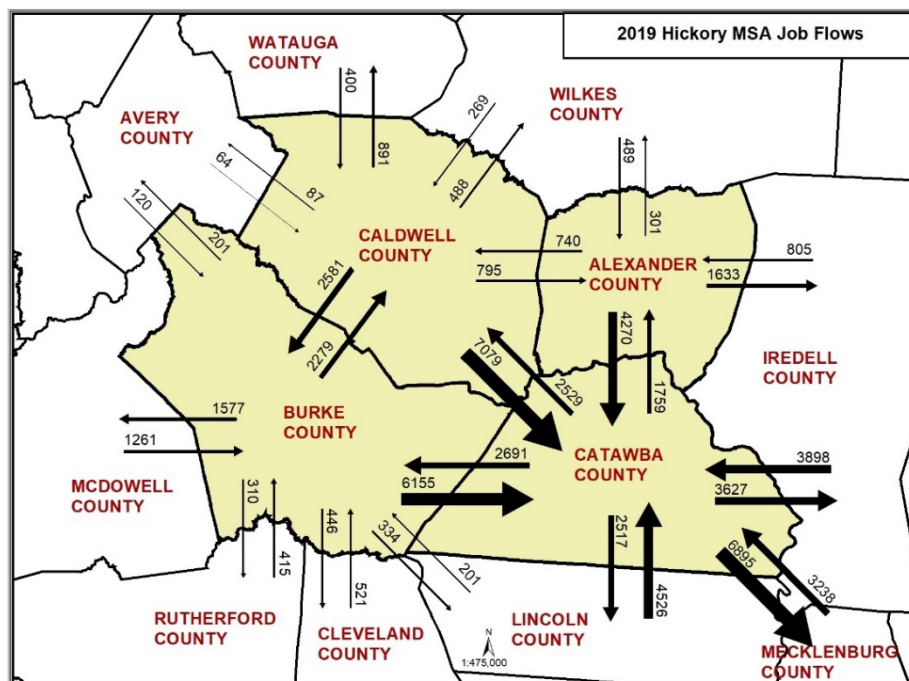 2019 Hickory MSA Job Flows
WATAUGA
COUNTY
400
891
269
488
WILKES
COUNTY
AVERY
COUNTY
64
87
120
201
489
301
CALDWELL
COUNTY
740
795
ALEXANDER
COUNTY
805
1633
2581
2279
7079
2529
4270
1759
IREDELL
COUNTY
BURKE
COUNTY
1577
1261
CATAWBA
COUNTY
2691
6155
3898
3627
MCDOWELL
COUNTY
310
415
446
521
334
201
2517
4526
6895
3238
RUTHERFORD
COUNTY
CLEVELAND
COUNTY
LINCOLN
COUNTY
N
1:475,000
MECKLENBURG
COUNTY